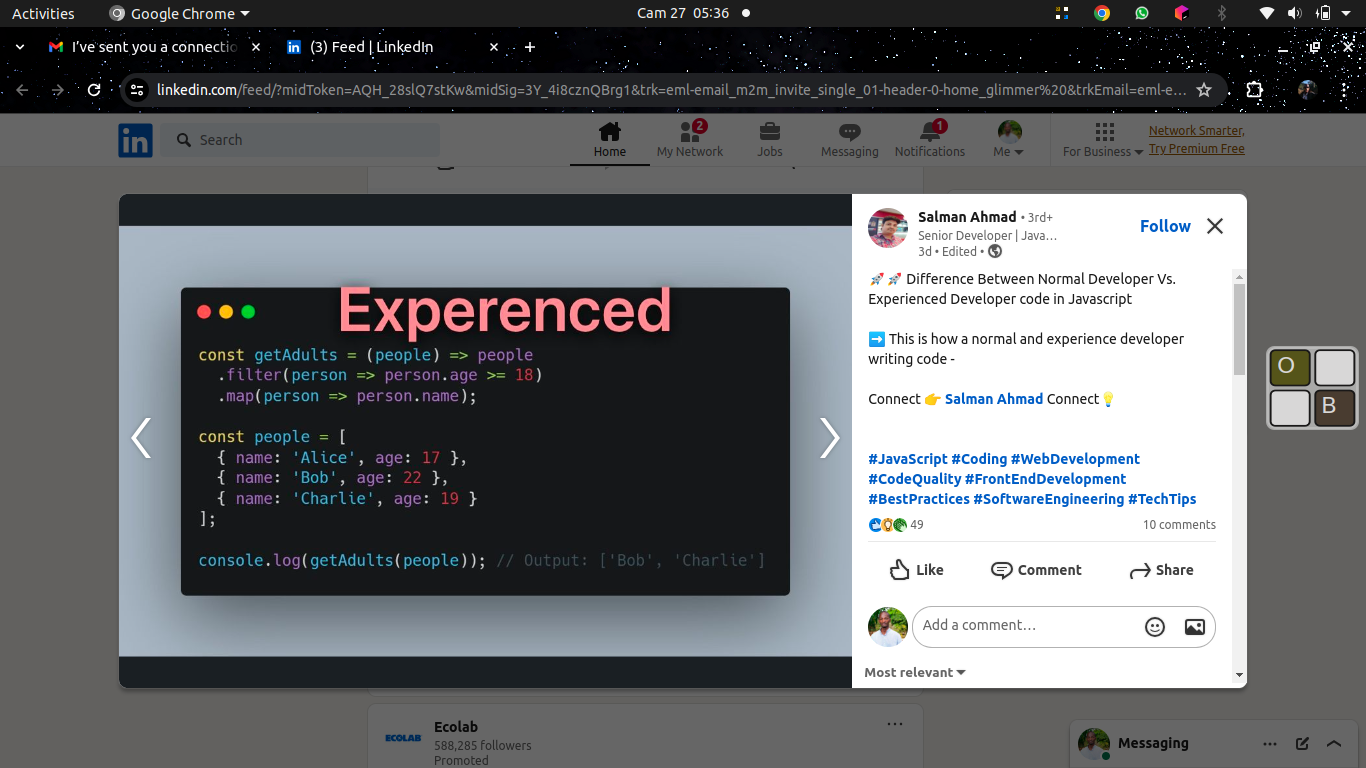 Activities
Google Chrome
Cam 27 05:36
I've sent you a connectio
(3) Feed | LinkedIn
linkedin.com/feed/?midToken=AQH_28slQ7stKw&midSig=3Y_4i8cznQBrg1&trk=eml-email_m2m_invite_single_01-header-0-home_glimmer%20&trkEmail=eml-e...
in
Search
Home
2
My Network
Jobs
Messaging
1
Notifications
Me
For Business
Network Smarter,
Try Premium Free
Experenced
const getAdults = (people) => people
.filter(person => person.age >= 18)
.map(person => person.name);
const people = [
{ name: 'Alice', age: 17 },
{ name: 'Bob', age: 22 },
{ name: 'Charlie', age: 19 }
];
console.log(getAdults(people)); // Output: ['Bob', 'Charlie']
Salman Ahmad • 3rd+
Senior Developer | Java...
3d • Edited •
Follow
🚀🚀 Difference Between Normal Developer Vs.
Experienced Developer code in Javascript
➡️ This is how a normal and experience developer
writing code -
Connect 👉 Salman Ahmad Connect💡
#JavaScript #Coding #WebDevelopment
#CodeQuality #FrontEndDevelopment
#BestPractices #SoftwareEngineering #TechTips
49
10 comments
Like
Comment
Share
Add a comment...
Most relevant
O
B
ECOLAB
Ecolab
588,285 followers
Promoted
Messaging